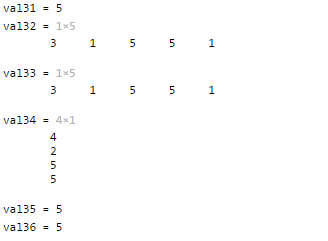 val31 = 5
val32 = 1×5
3 1 5 5 1
val33 = 1×5
3 1 5 5 1
val34 = 4×1
4
2
5
5
val35 = 5
val36 = 5